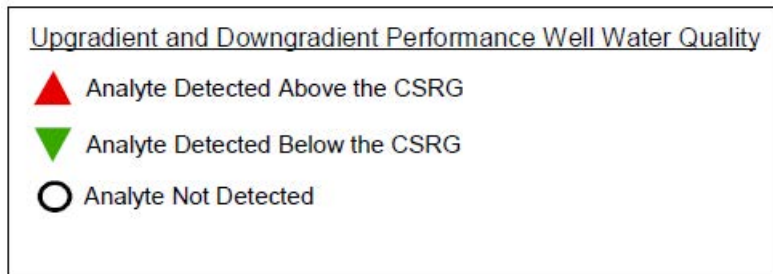 Upgradient and Downgradient Performance Well Water Quality
Analyte Detected Above the CSRG
Analyte Detected Below the CSRG
Analyte Not Detected